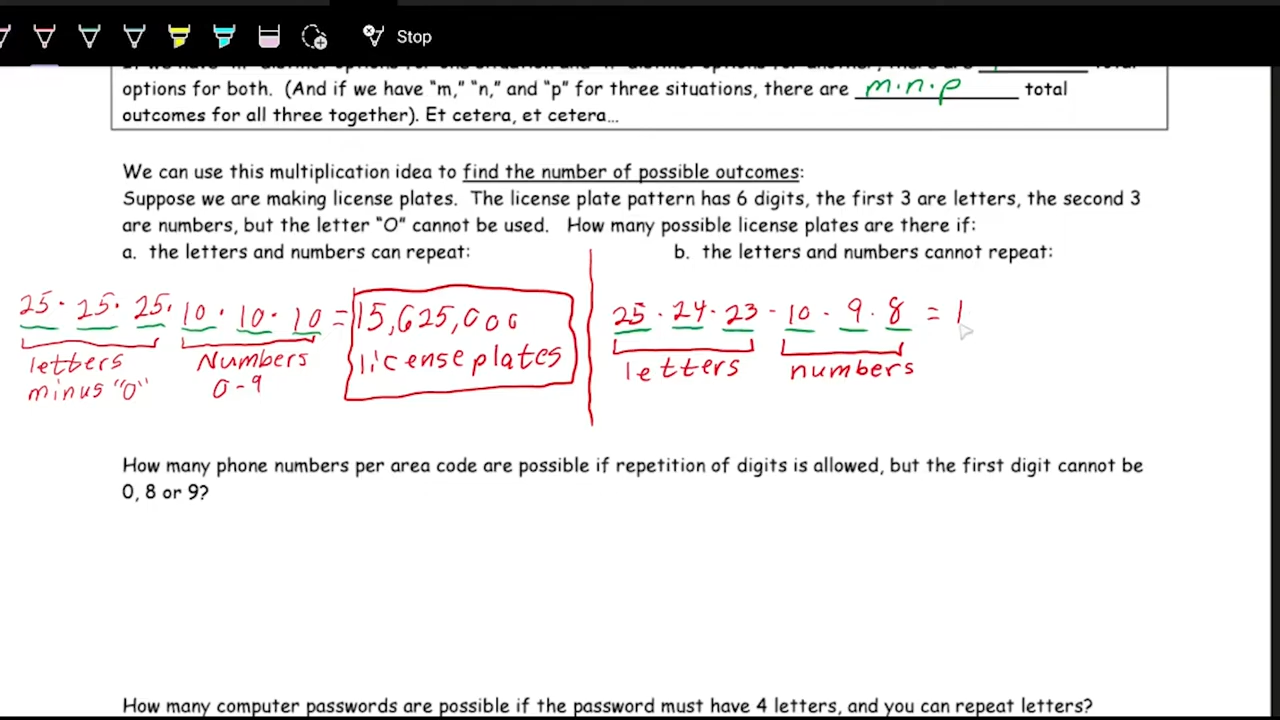 Stop
options for both. (And if we have “m,” “n,” and “p” for three situations, there are m·n·p total
outcomes for all three together). Et cetera, et cetera…
We can use this multiplication idea to find the number of possible outcomes:
Suppose we are making license plates. The license plate pattern has 6 digits, the first 3 are letters, the second 3
are numbers, but the letter “O” cannot be used. How many possible license plates are there if:
a. the letters and numbers can repeat:
25 · 25 · 25 · 10 · 10 · 10 = 15,625,000
license plates
letters
minus "O"
Numbers
0-9
b. the letters and numbers cannot repeat:
25 · 24 · 23 · 10 · 9 · 8 = 1
letters
numbers
How many phone numbers per area code are possible if repetition of digits is allowed, but the first digit cannot be
0, 8 or 9?
How many computer passwords are possible if the password must have 4 letters, and you can repeat letters?